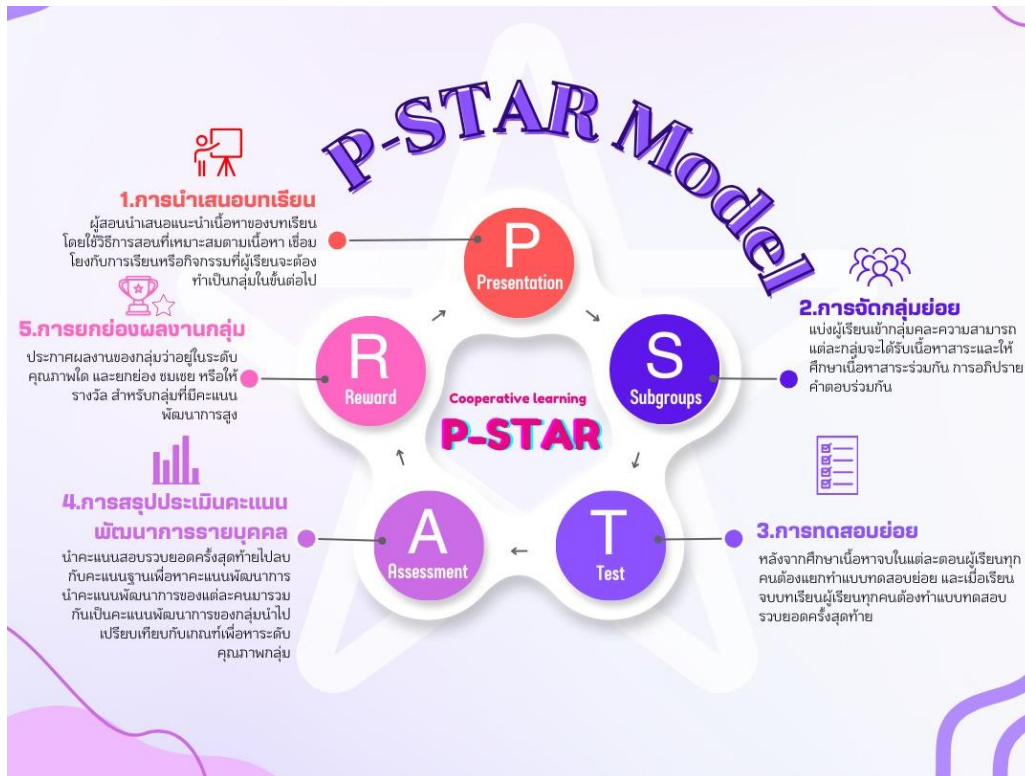 P-STAR Model
1.การนำเสนอบทเรียน
ผู้สอนนำเสนอแนะนำเนื้อหาของบทเรียน
โดยใช้วิธีการสอนที่เหมาะสมตามเนื้อหา เชื่อม
โยงกับการเรียนหรือกิจกรรมที่ผู้เรียนจะต้อง
ทำเป็นกลุ่มในขั้นต่อไป
P
Presentation
2.การจัดกลุ่มย่อย
แบ่งผู้เรียนเข้ากลุ่มคละความสามารถ
แต่ละกลุ่มจะได้รับเนื้อหาสาระและให้
ศึกษาเนื้อหาสาระร่วมกัน การอภิปราย
คำตอบร่วมกัน
S
Subgroups
3.การทดสอบย่อย
หลังจากศึกษาเนื้อหาจบในแต่ละตอนผู้เรียนทุก
คนต้องแยกทำแบบทดสอบย่อย และเมื่อเรียน
จบบทเรียนผู้เรียนทุกคนต้องทำแบบทดสอบ
รวบยอดครั้งสุดท้าย
T
Test
4.การสรุปประเมินคะแนน
พัฒนาการรายบุคคล
นำคะแนนสอบรวบยอดครั้งสุดท้ายไปลบ
กับคะแนนฐานเพื่อหาคะแนนพัฒนาการ
นำคะแนนพัฒนาการของแต่ละคนมารวม
กันเป็นคะแนนพัฒนาการของกลุ่มนำไป
เปรียบเทียบกับเกณฑ์เพื่อหาระดับ
คุณภาพกลุ่ม
A
Assessment
5.การยกย่องผลงานกลุ่ม
ประกาศผลงานของกลุ่มว่าอยู่ในระดับ
คุณภาพใด และยกย่อง ชมเชย หรือให้
รางวัล สำหรับกลุ่มที่มีคะแนน
พัฒนาการสูง
R
Reward
Cooperative learning
P-STAR